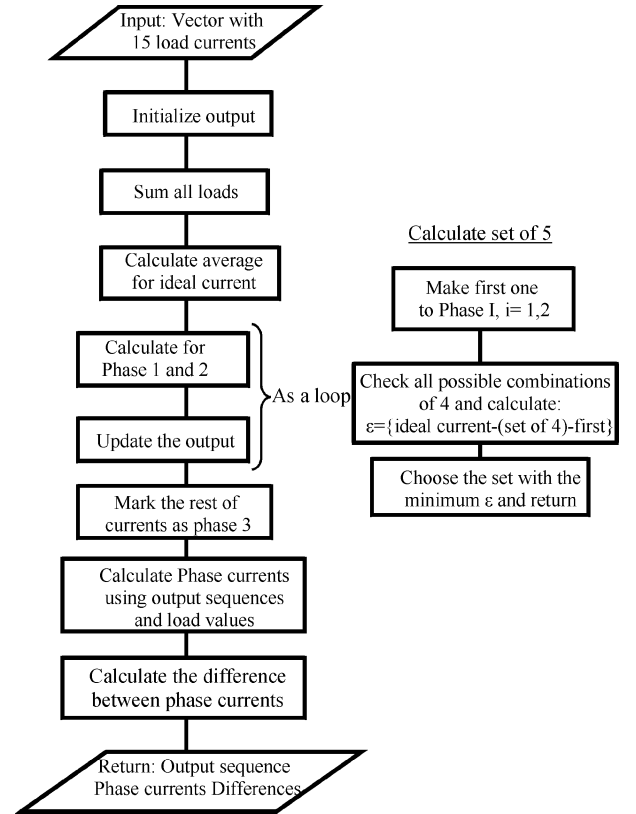 Input: Vector with
15 load currents
Initialize output
Sum all loads
Calculate average
for ideal current
Calculate for
Phase 1 and 2
Update the output
As a loop
Mark the rest of
currents as phase 3
Calculate Phase currents
using output sequences
and load values
Calculate the difference
between phase currents
Return: Output sequence
Phase currents Differences
Calculate set of 5
Make first one
to Phase I, i= 1,2
Check all possible combinations
of 4 and calculate:
ε={ideal current-(set of 4)-first}
Choose the set with the
minimum ε and return